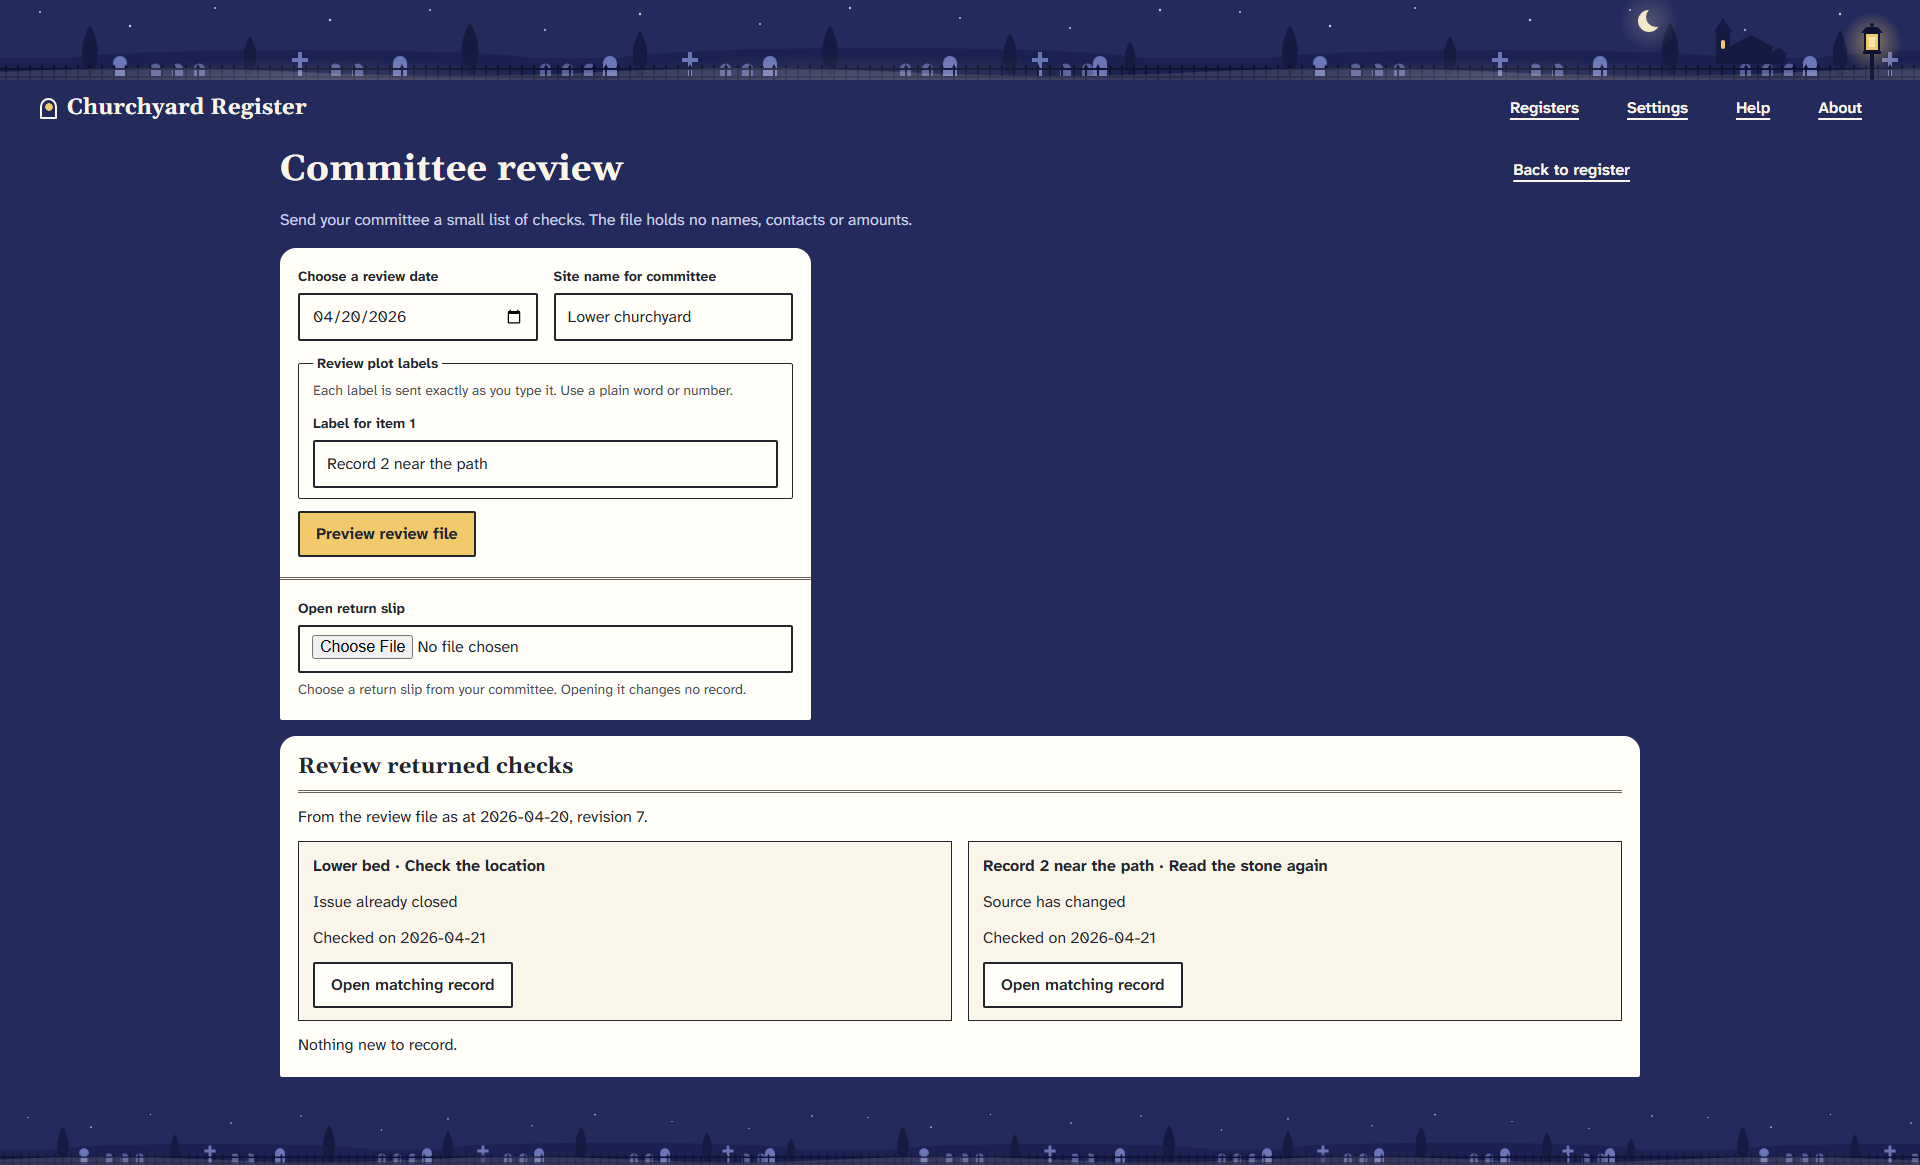 Churchyard Register
Registers
Settings
Help
About
Committee review
Back to register
Send your committee a small list of checks. The file holds no names, contacts or amounts.
Choose a review date
Site name for committee
04/20/2026
Lower churchyard
Review plot labels
Each label is sent exactly as you type it. Use a plain word or number.
Label for item 1
Record 2 near the path
Preview review file
Open return slip
Choose File No file chosen
Choose a return slip from your committee. Opening it changes no record.
Review returned checks
From the review file as at 2026-04-20, revision 7.
Lower bed · Check the location
Issue already closed
Checked on 2026-04-21
Open matching record
Record 2 near the path · Read the stone again
Source has changed
Checked on 2026-04-21
Open matching record
Nothing new to record.